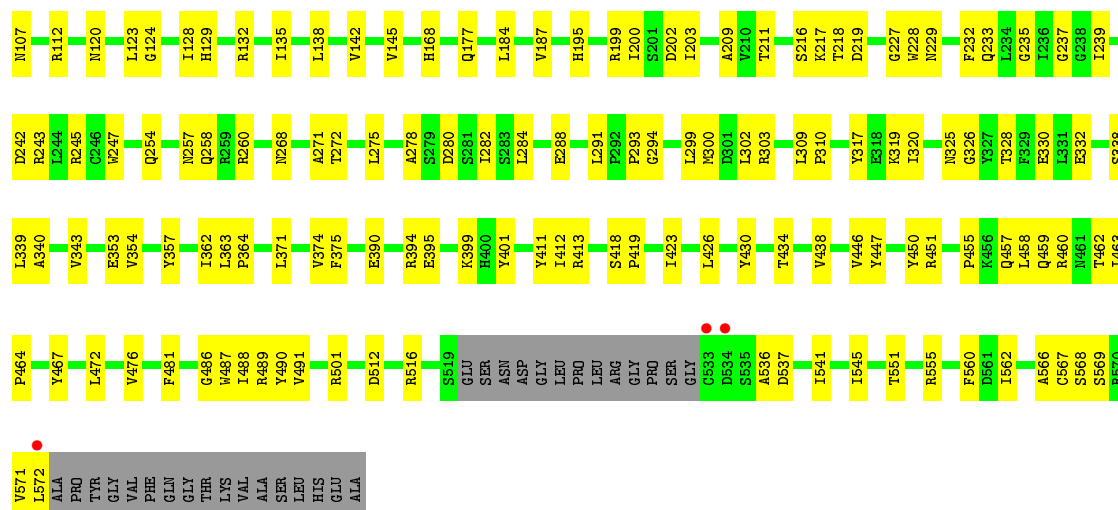 N107 R112 N120 L123 G124 I128 H129 R132 I135 L138 V142 V145 H168 Q177 L184 V187 H195 R199 I200 S201 D202 I203 A209 V210 T211 S216 K217 T218 D219 G227 W228 N229 F232 Q233 L234 G235 I236 G237 G238 I239
D242 R243 L244 R245 C246 W247 Q254 N257 Q258 R259 R260 N268 A271 T272 L275 A278 S279 D280 S281 I282 S283 L284 E288 L291 P292 P293 G294 L299 M300 D301 L302 R303 L309 P310 Y317 E318 K319 I320 N325 G326 Y327 T328 F329 E330 L331 E332
L339 A340 V343 E353 V354 Y357 I362 L363 P364 L371 V374 F375 E390 R394 E395 K399 H400 Y401 Y411 I412 R413 S418 P419 I423 L426 Y430 T434 V438 V446 Y447 Y450 R451 P455 K456 Q457 L458 Q459 R460 N461 T462 I463
P464 Y467 L472 V476 F481 G486 W487 I488 R489 Y490 V491 R501 D512 R516 S519 GLU SER ASN ASP GLY LEU PRO LEU ARG GLY PRO SER GLY C533 D534 S535 A536 D537 I541 I545 T551 R555 F560 D561 I562 A566 C567 S568 S569 R570
V571 L572 ALA PRO TYR GLY VAL PHE GLN GLY THR LYS VAL ALA SER LEU HIS GLU ALA